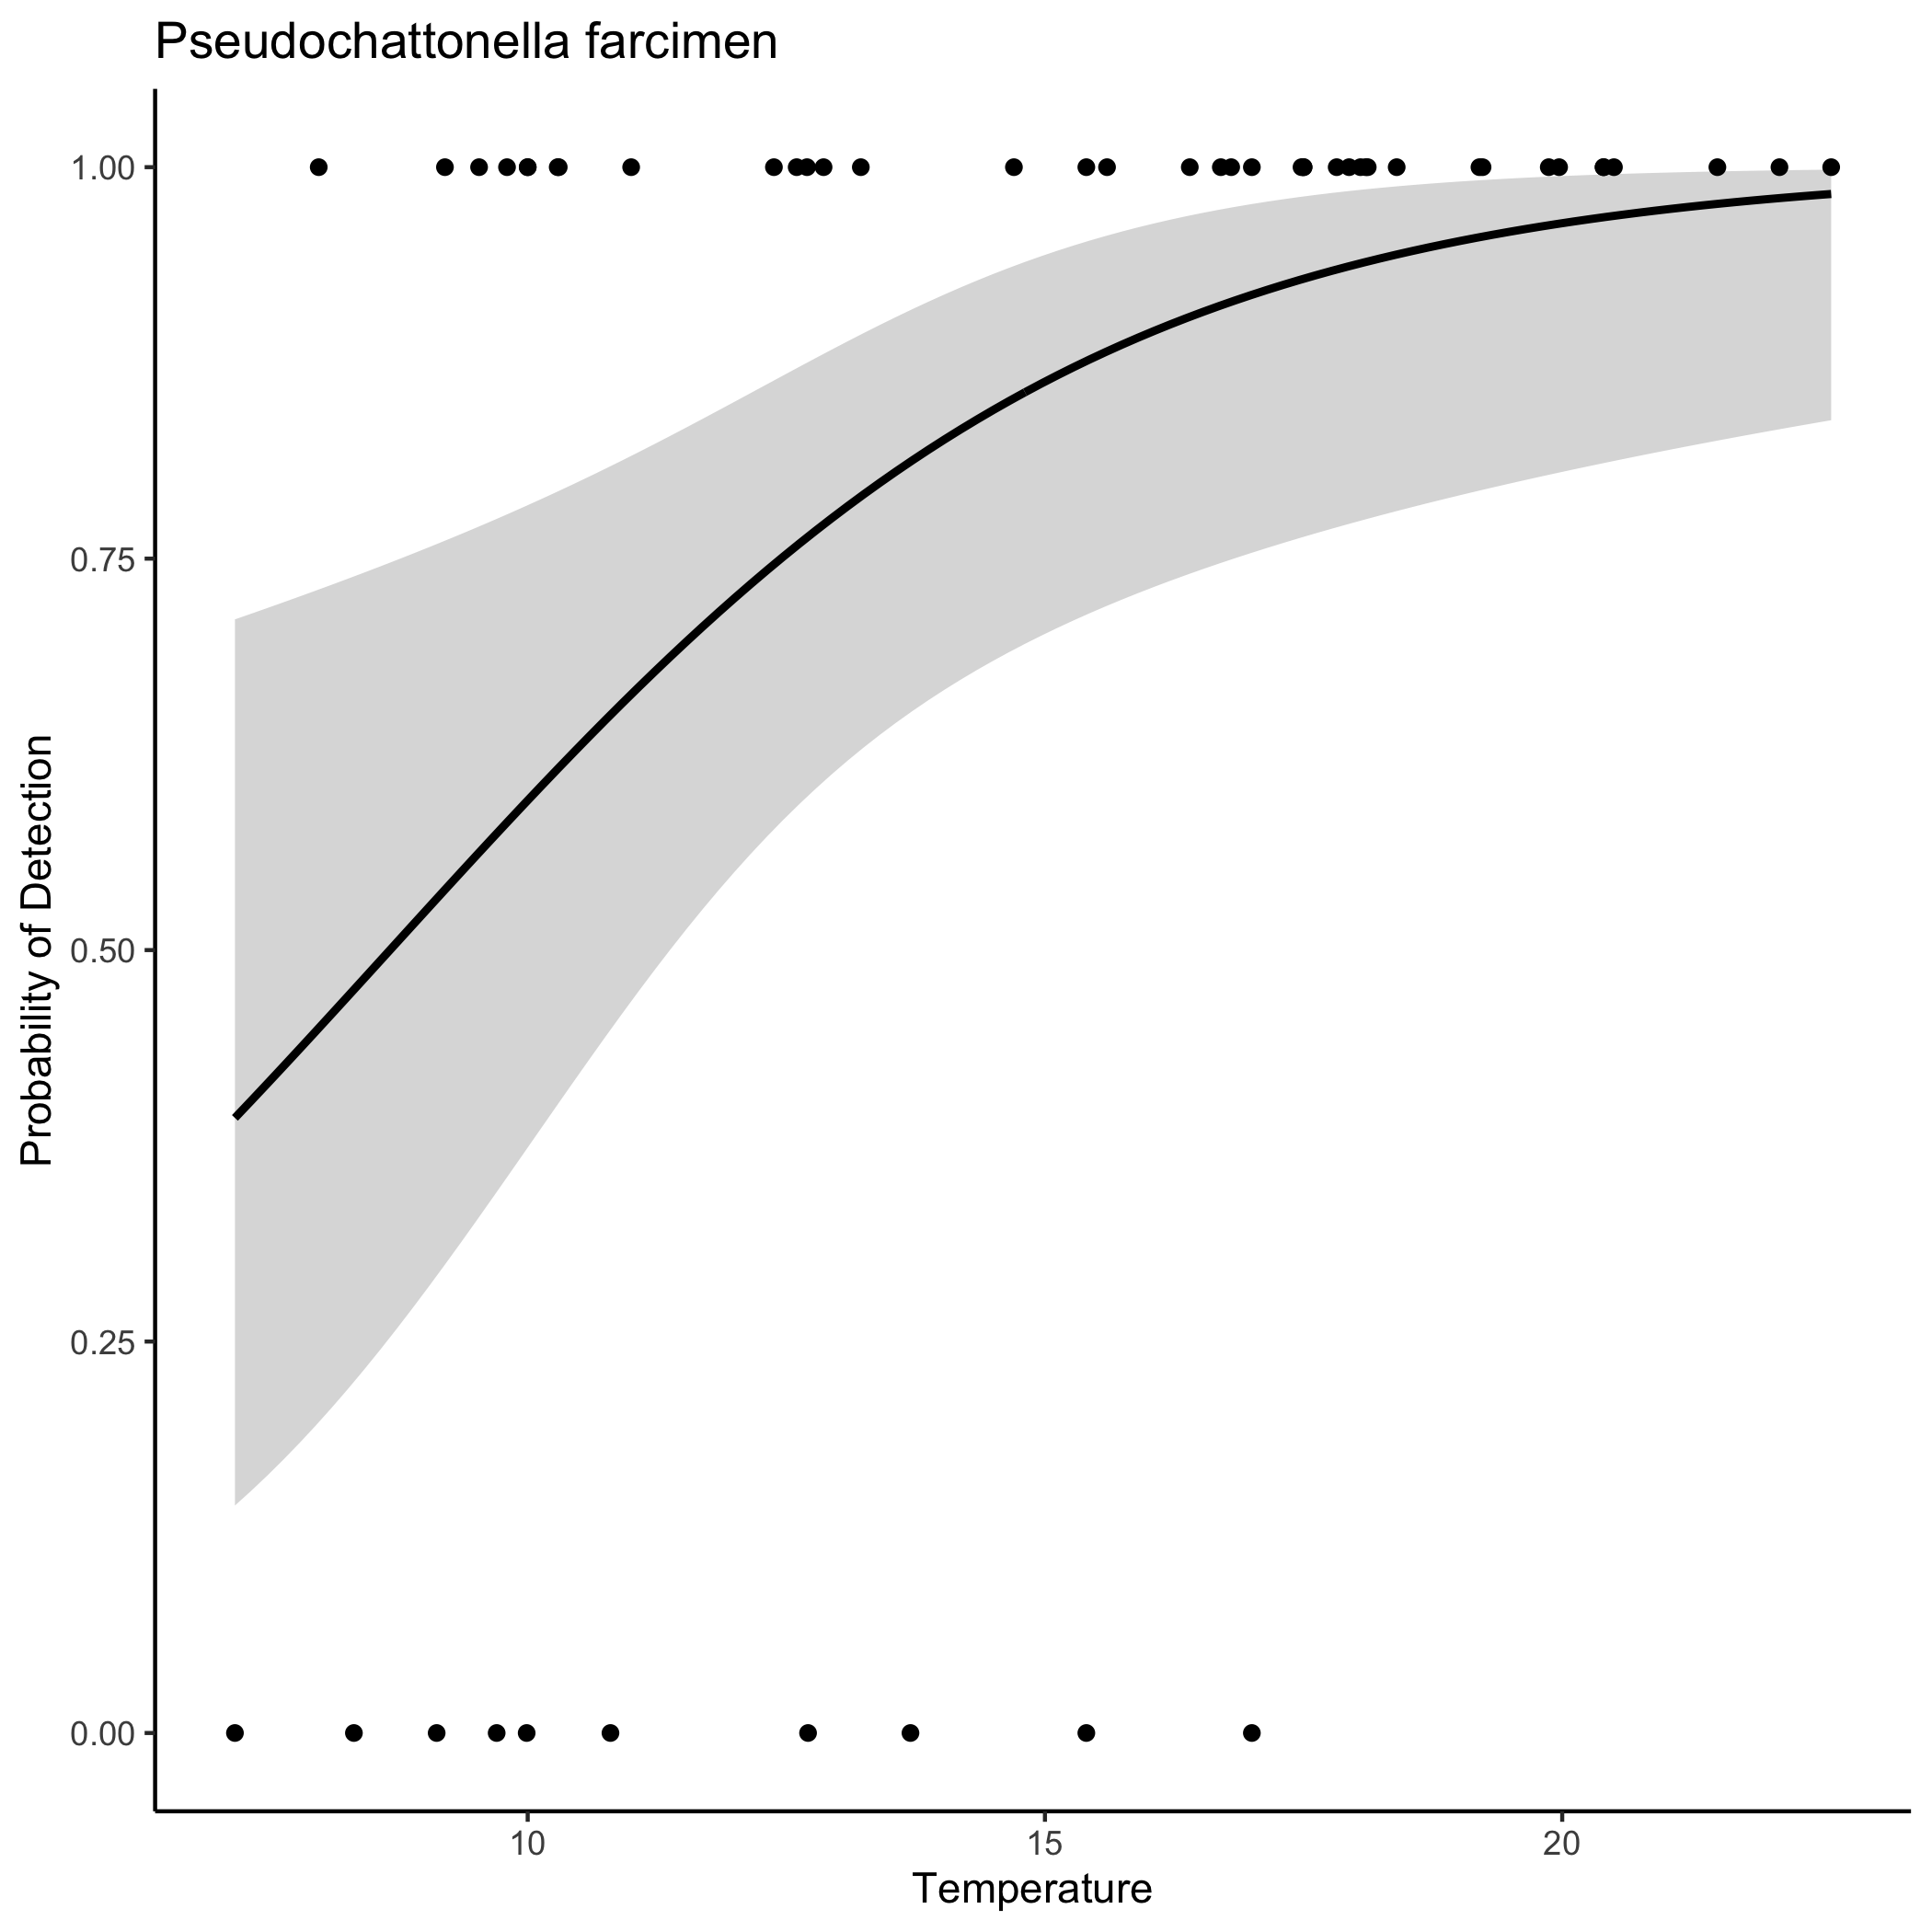 Pseudochattonella farcimen
Probability of Detection
1.00
0.75
0.50
0.25
0.00
10
15
20
Temperature